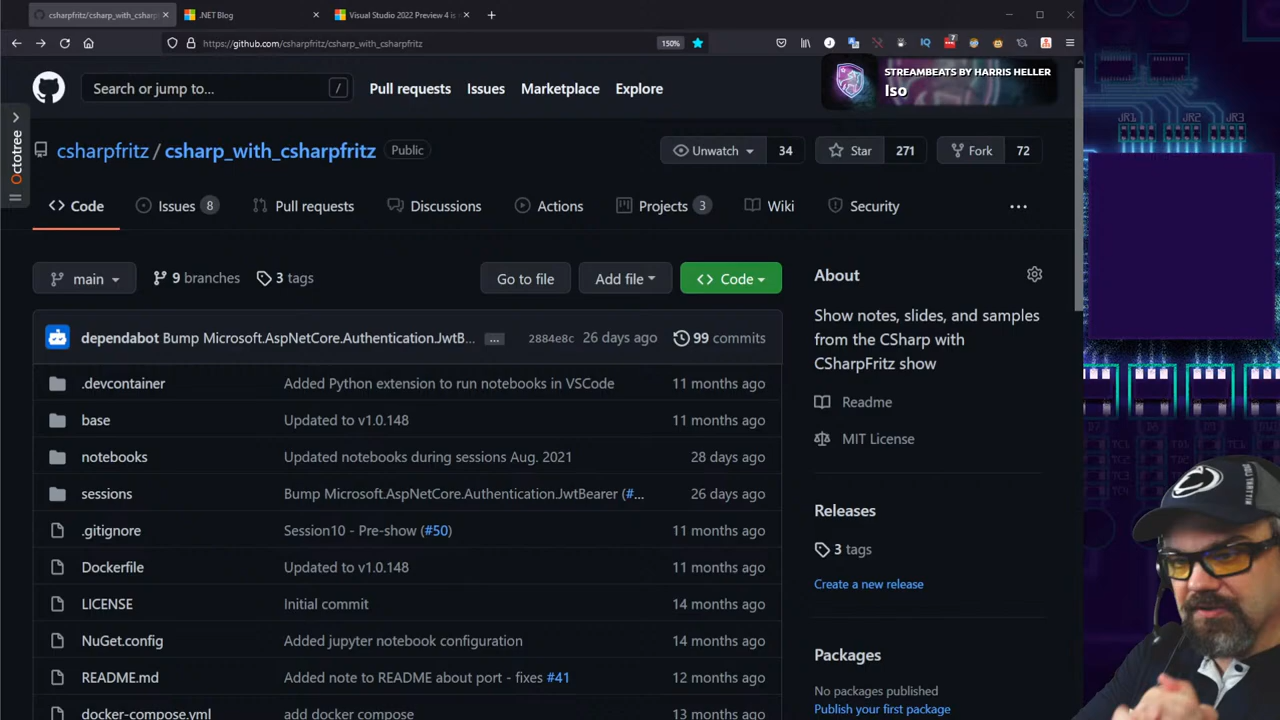 csharpfritz/csharp_with_csharpf
.NET Blog
Visual Studio 2022 Preview 4 is n
https://github.com/csharpfritz/csharp_with_csharpfritz
150%
7
Search or jump to...
/
Pull requests
Issues
Marketplace
Explore
STREAMBEATS BY HARRIS HELLER
Iso
Octotree
csharpfritz / csharp_with_csharpfritz
Public
Unwatch
34
Star
271
Fork
72
Code
Issues
8
Pull requests
Discussions
Actions
Projects
3
Wiki
Security
...
main
9 branches
3 tags
Go to file
Add file
Code
dependabot Bump Microsoft.AspNetCore.Authentication.JwtB...
...
2884e8c
26 days ago
99 commits
.devcontainer
Added Python extension to run notebooks in VSCode
11 months ago
base
Updated to v1.0.148
11 months ago
notebooks
Updated notebooks during sessions Aug. 2021
28 days ago
sessions
Bump Microsoft.AspNetCore.Authentication.JwtBearer (#...
26 days ago
.gitignore
Session10 - Pre-show (#50)
11 months ago
Dockerfile
Updated to v1.0.148
11 months ago
LICENSE
Initial commit
14 months ago
NuGet.config
Added jupyter notebook configuration
14 months ago
README.md
Added note to README about port - fixes #41
12 months ago
docker-compose.yml
add docker compose
13 months ago
About
Show notes, slides, and samples
from the CSharp with
CSharpFritz show
Readme
MIT License
Releases
3 tags
Create a new release
Packages
No packages published
Publish your first package
JR1
JR2
JR3